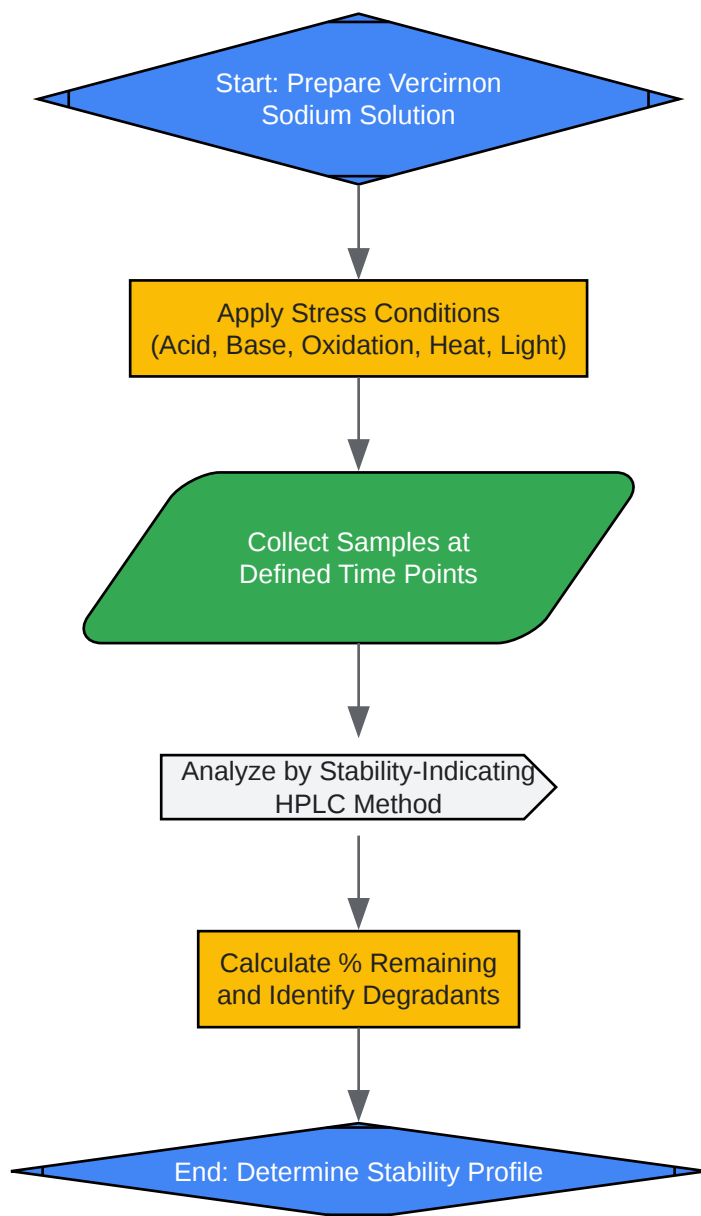 Start: Prepare Vercirnon
Sodium Solution
Apply Stress Conditions
(Acid, Base, Oxidation, Heat, Light)
Collect Samples at
Defined Time Points
Analyze by Stability-Indicating
HPLC Method
Calculate % Remaining
and Identify Degradants
End: Determine Stability Profile